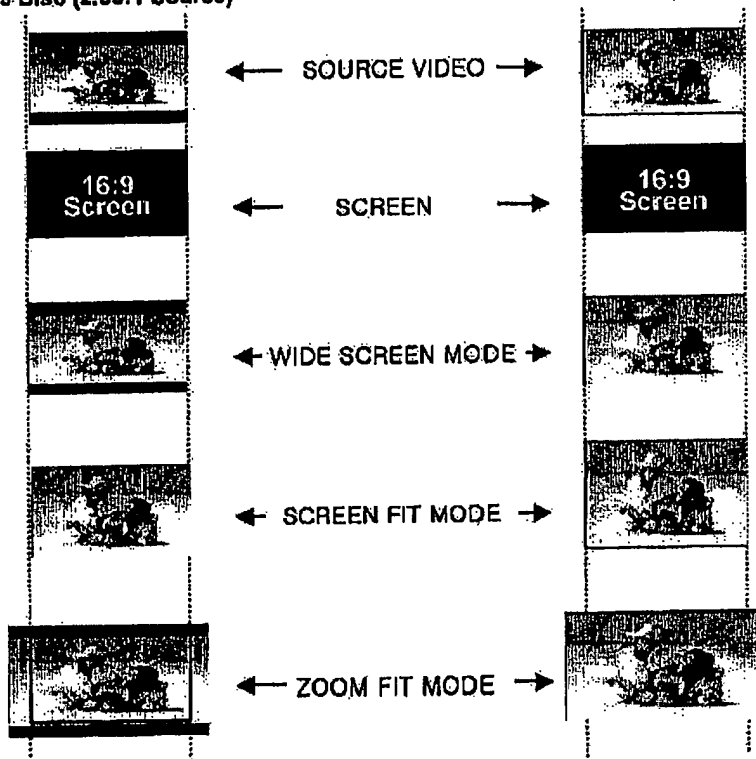 SOURCE VIDEO
16:9
Screen
SCREEN
16:9
Screen
WIDE SCREEN MODE
SCREEN FIT MODE
ZOOM FIT MODE